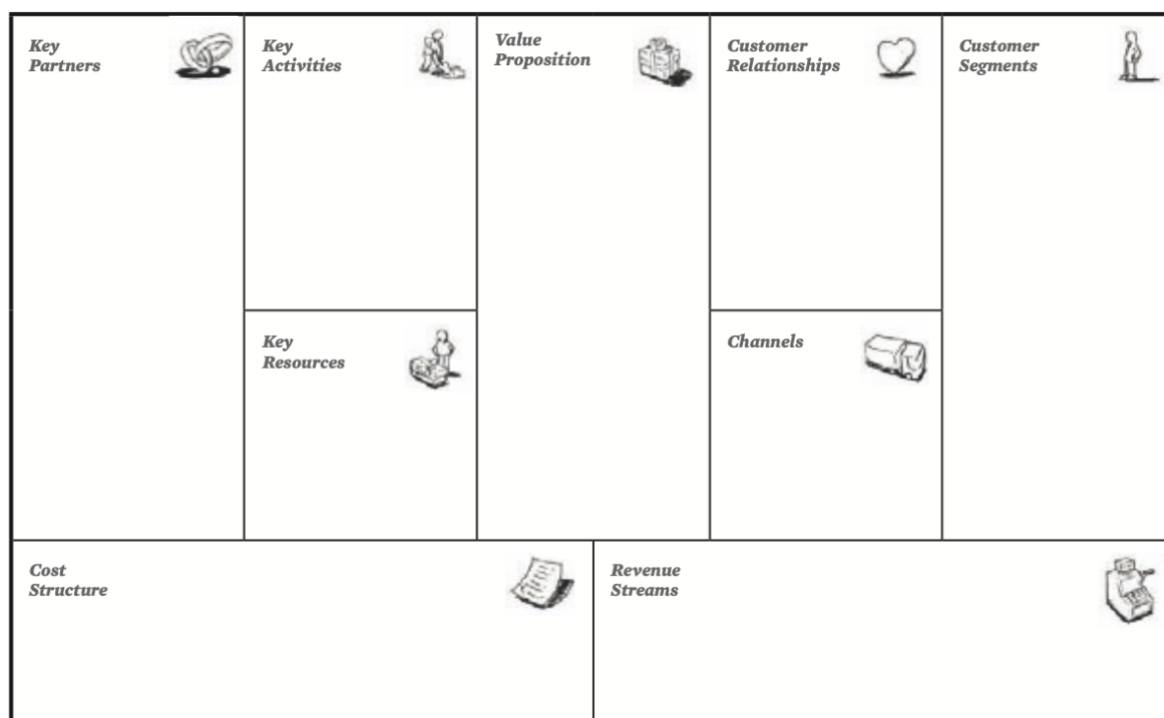 Key
Partners
Key
Activities
Value
Proposition
Customer
Relationships
Customer
Segments
Key
Resources
Channels
Cost
Structure
Revenue
Streams